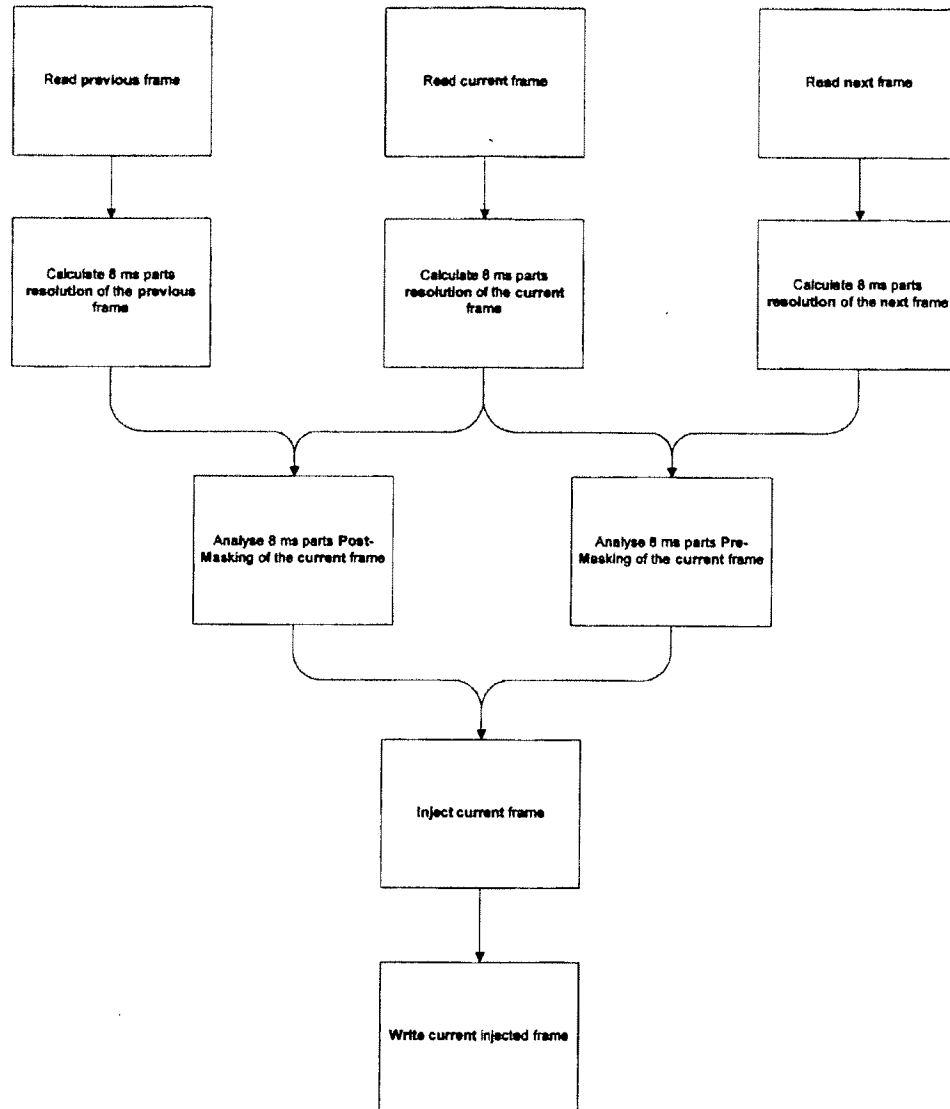 Read previous frame
Read current frame
Read next frame
Calculate 8 ms parts
resolution of the previous
frame
Calculate 8 ms parts
resolution of the current
frame
Calculate 8 ms parts
resolution of the next frame
Analyse 8 ms parts Post-
Masking of the current frame
Analyse 8 ms parts Pre-
Masking of the current frame
Inject current frame
Write current injected frame